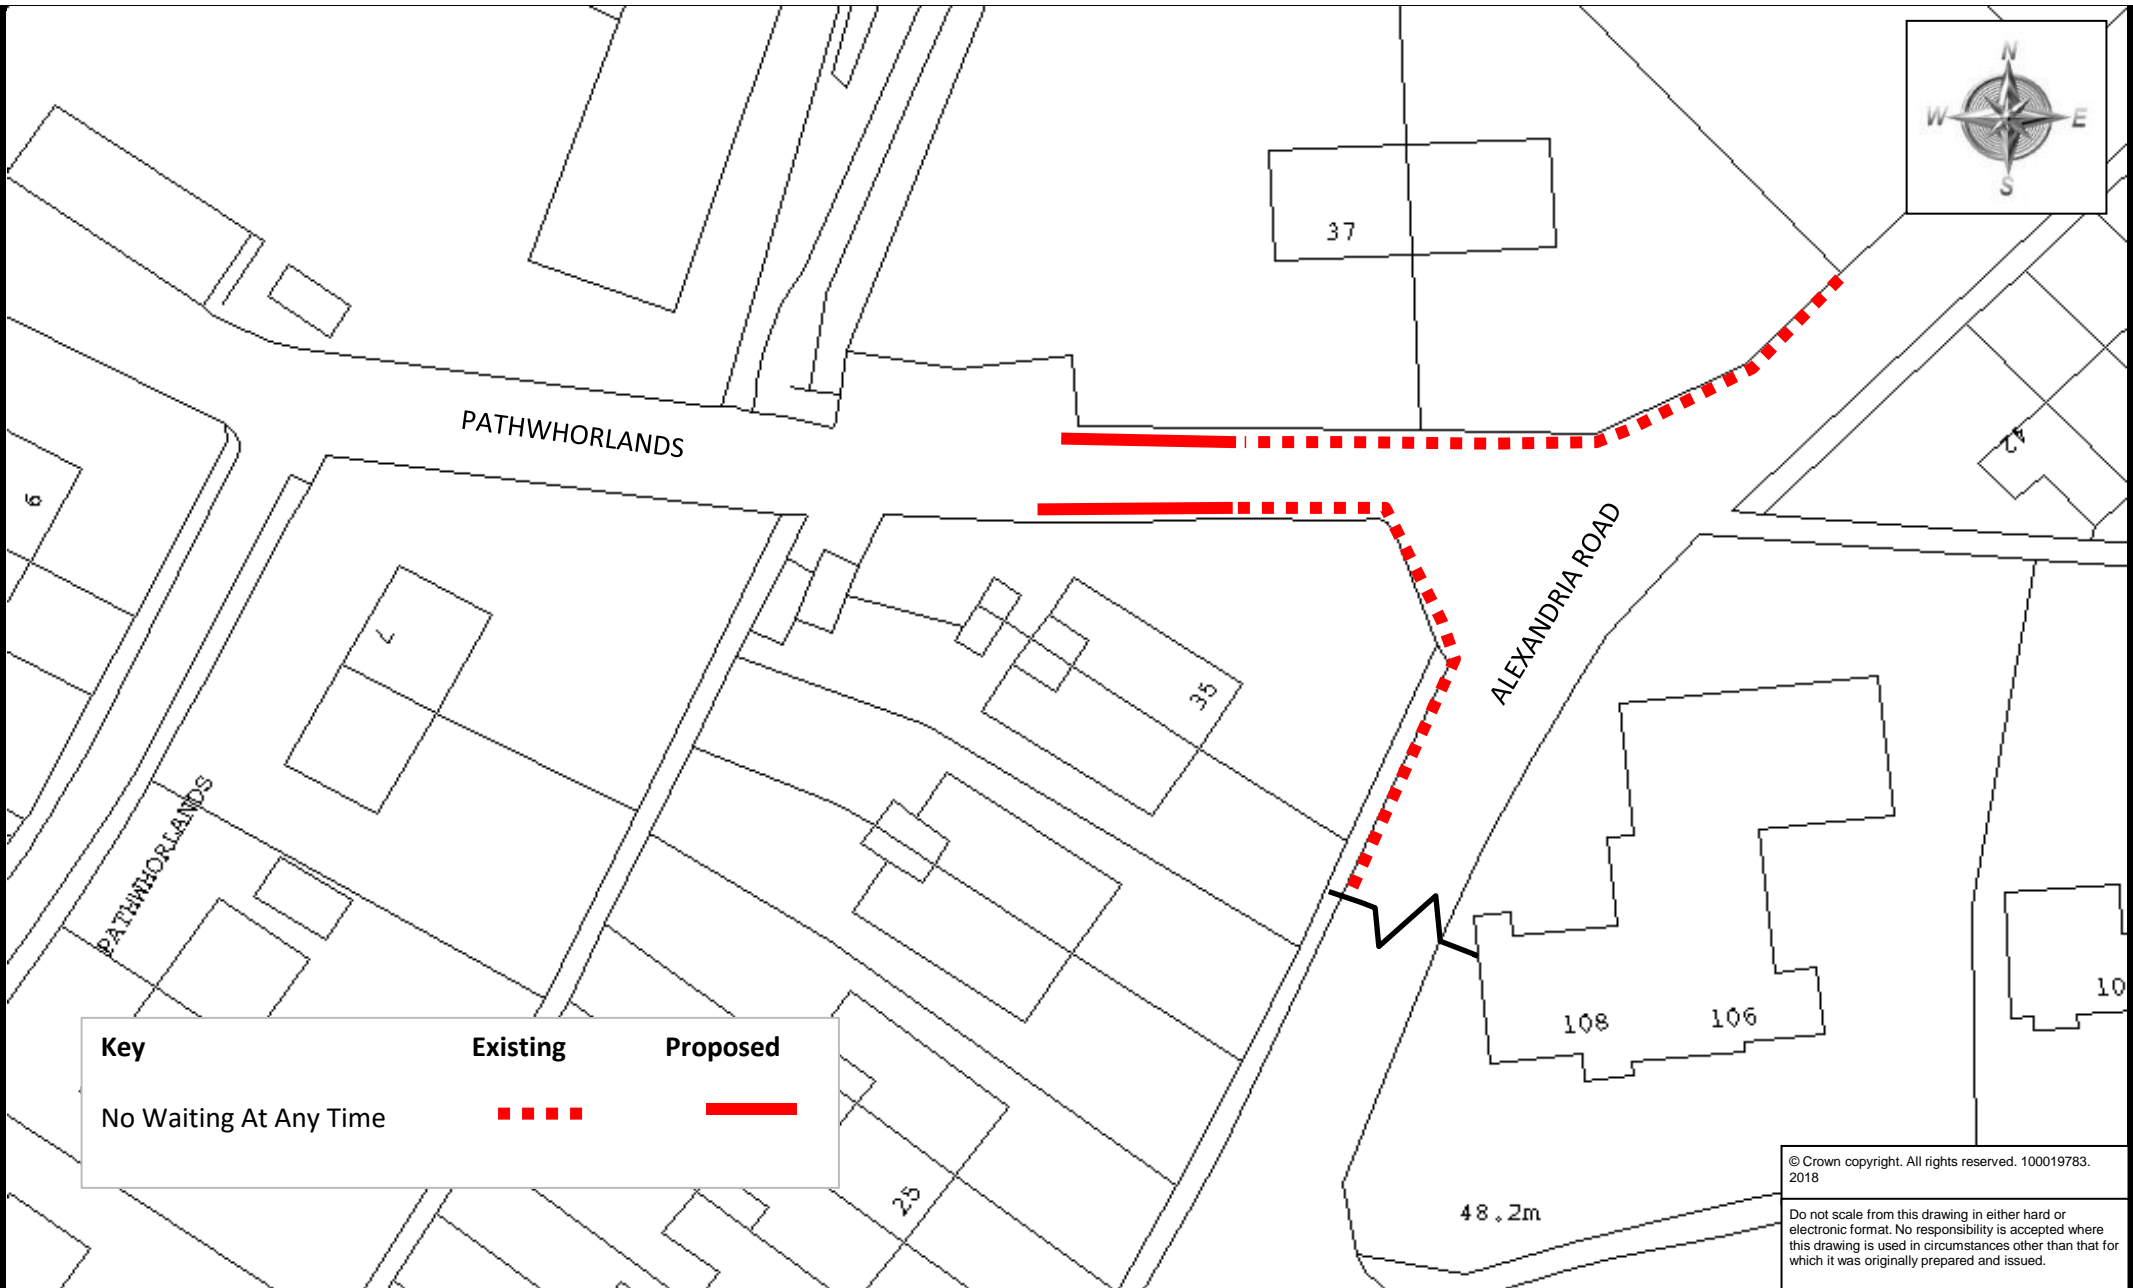 N
W E
S
37
PATHWHORLANDS
42
9
ALEXANDRIA ROAD
7
35
PATHWHORLANDS
10
108 106
Key Existing Proposed
No Waiting At Any Time
25
48.2m
© Crown copyright. All rights reserved. 100019783.
2018
Do not scale from this drawing in either hard or
electronic format. No responsibility is accepted where
this drawing is used in circumstances other than that for
which it was originally prepared and issued.